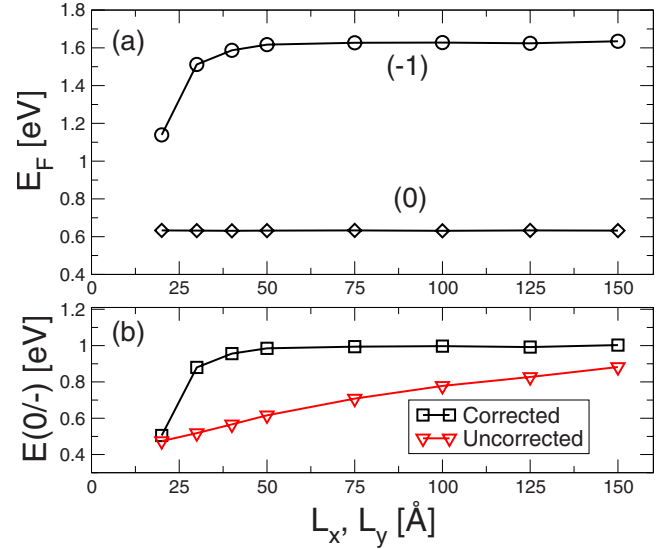 (a)
1.8
1.6
1.4
1.2
1
0.8
0.6
0.4
E_F [eV]
(-1)
(0)
0 25 50 75 100 125 150
(b)
1.2
1
0.8
0.6
0.4
E(0/-) [eV]
Corrected
Uncorrected
0 25 50 75 100 125 150
L_x, L_y [Å]